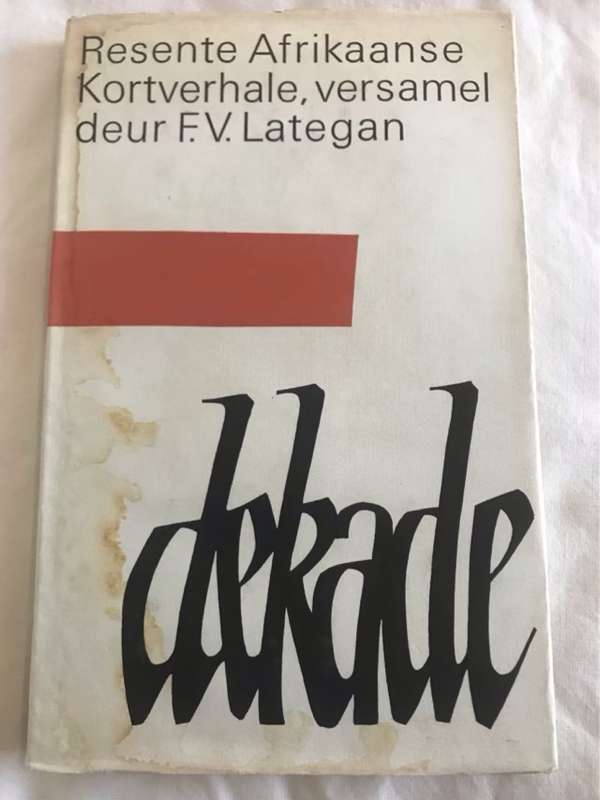 Resente Afrikaanse
Kortverhale, versamel
deur F.V. Lategan
dekade